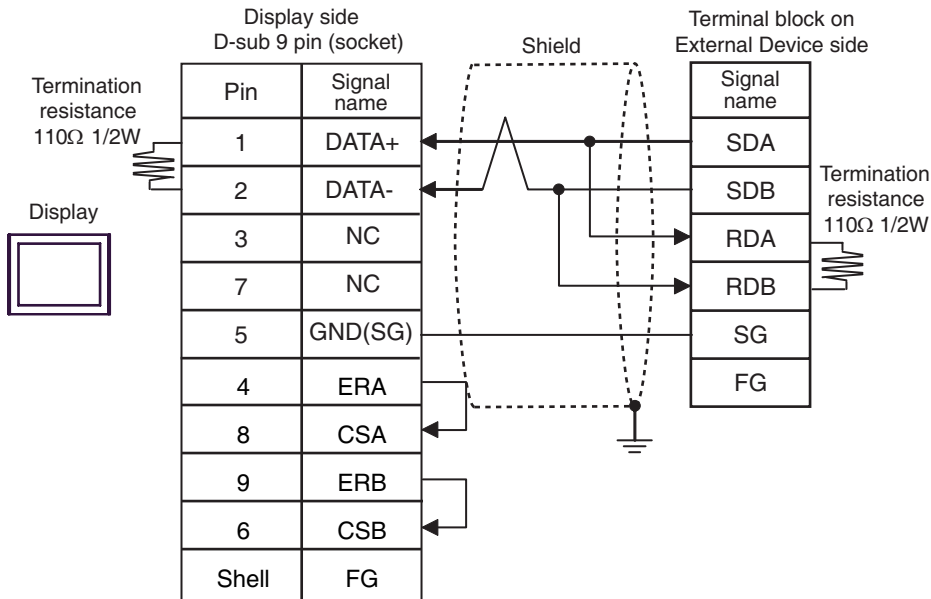 Display side
D-sub 9 pin (socket)
Shield
Terminal block on
External Device side
Termination
resistance
110Ω 1/2W
Display
Pin
Signal
name
1
DATA+
2
DATA-
3
NC
7
NC
5
GND(SG)
4
ERA
8
CSA
9
ERB
6
CSB
Shell
FG
Signal
name
SDA
SDB
RDA
RDB
SG
FG
Termination
resistance
110Ω 1/2W